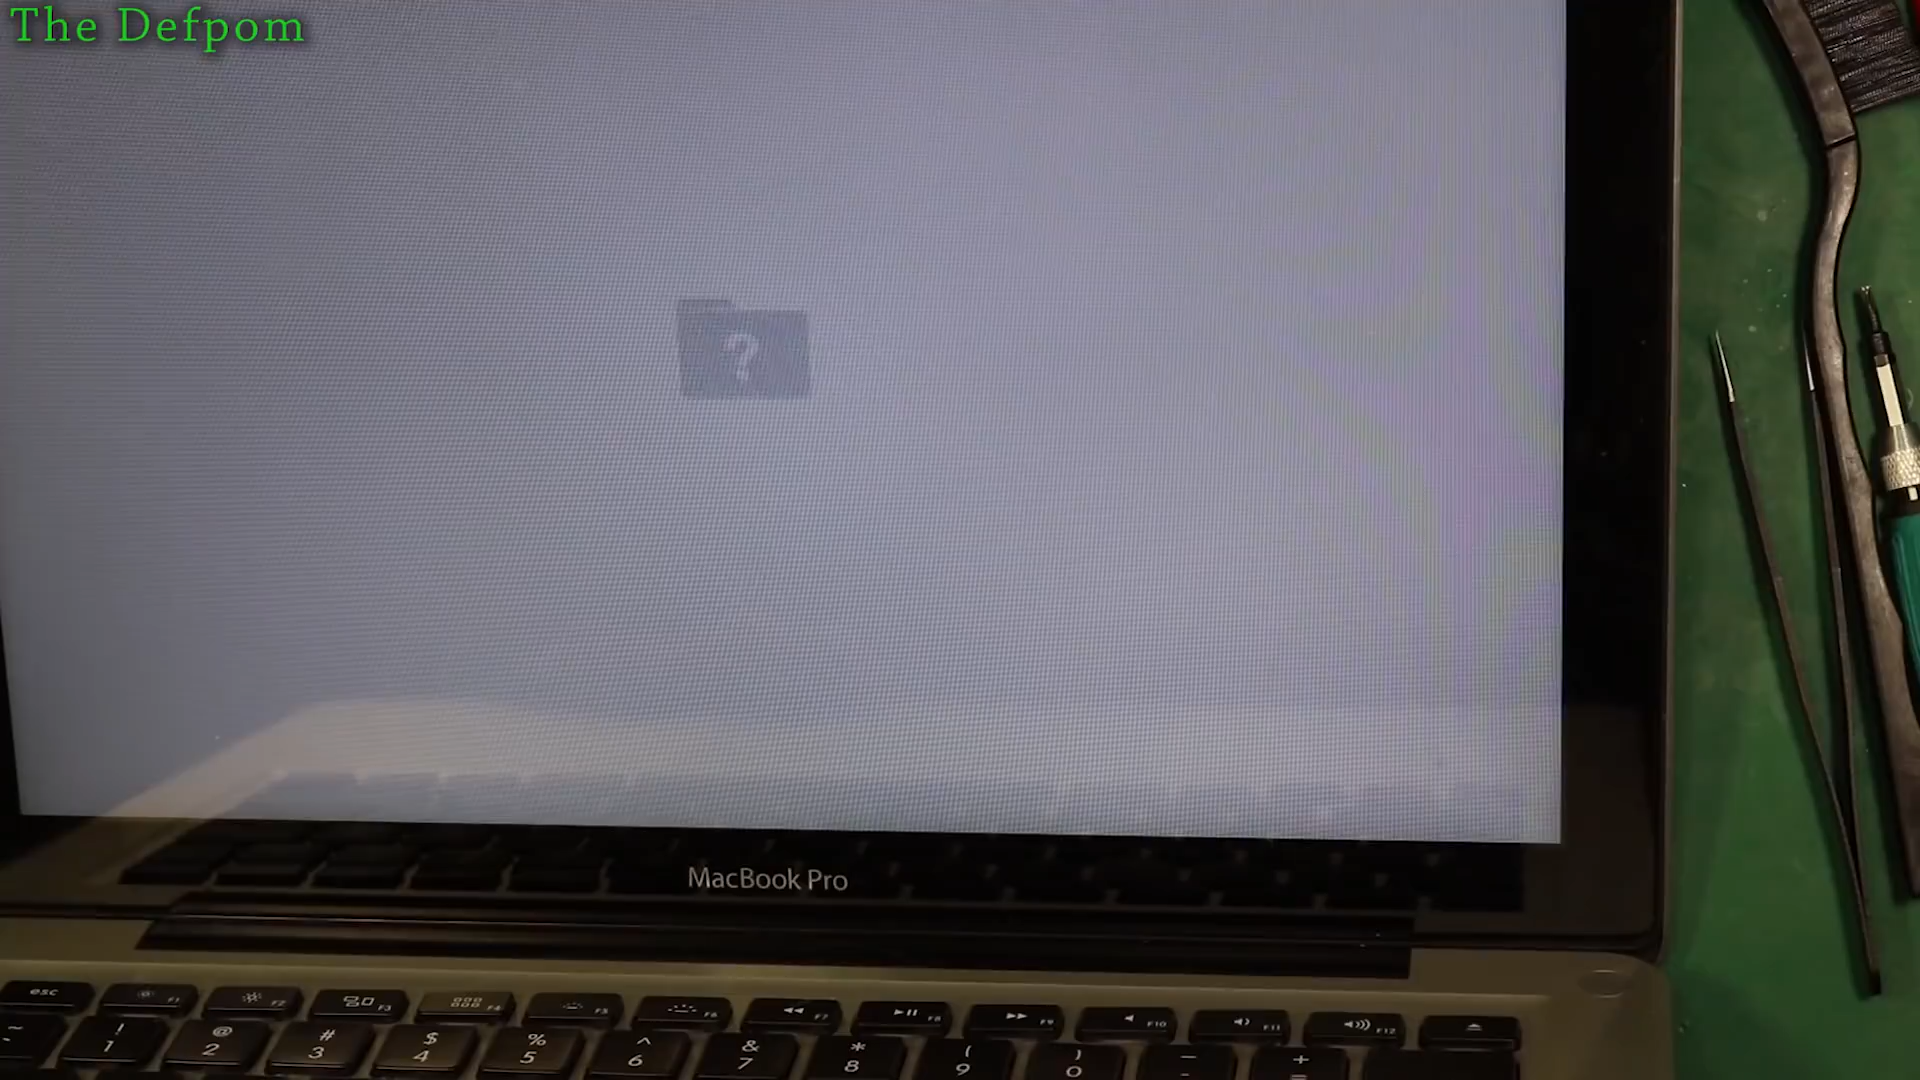 The Defpom
?
MacBook Pro
esc F1 F2 F3 F4 F5 F6 F7 F8 F9 F10 F11 F12
~ ! @ # $ % ^ & * ( ) — +
1 2 3 4 5 6 7 8 9 0 - =